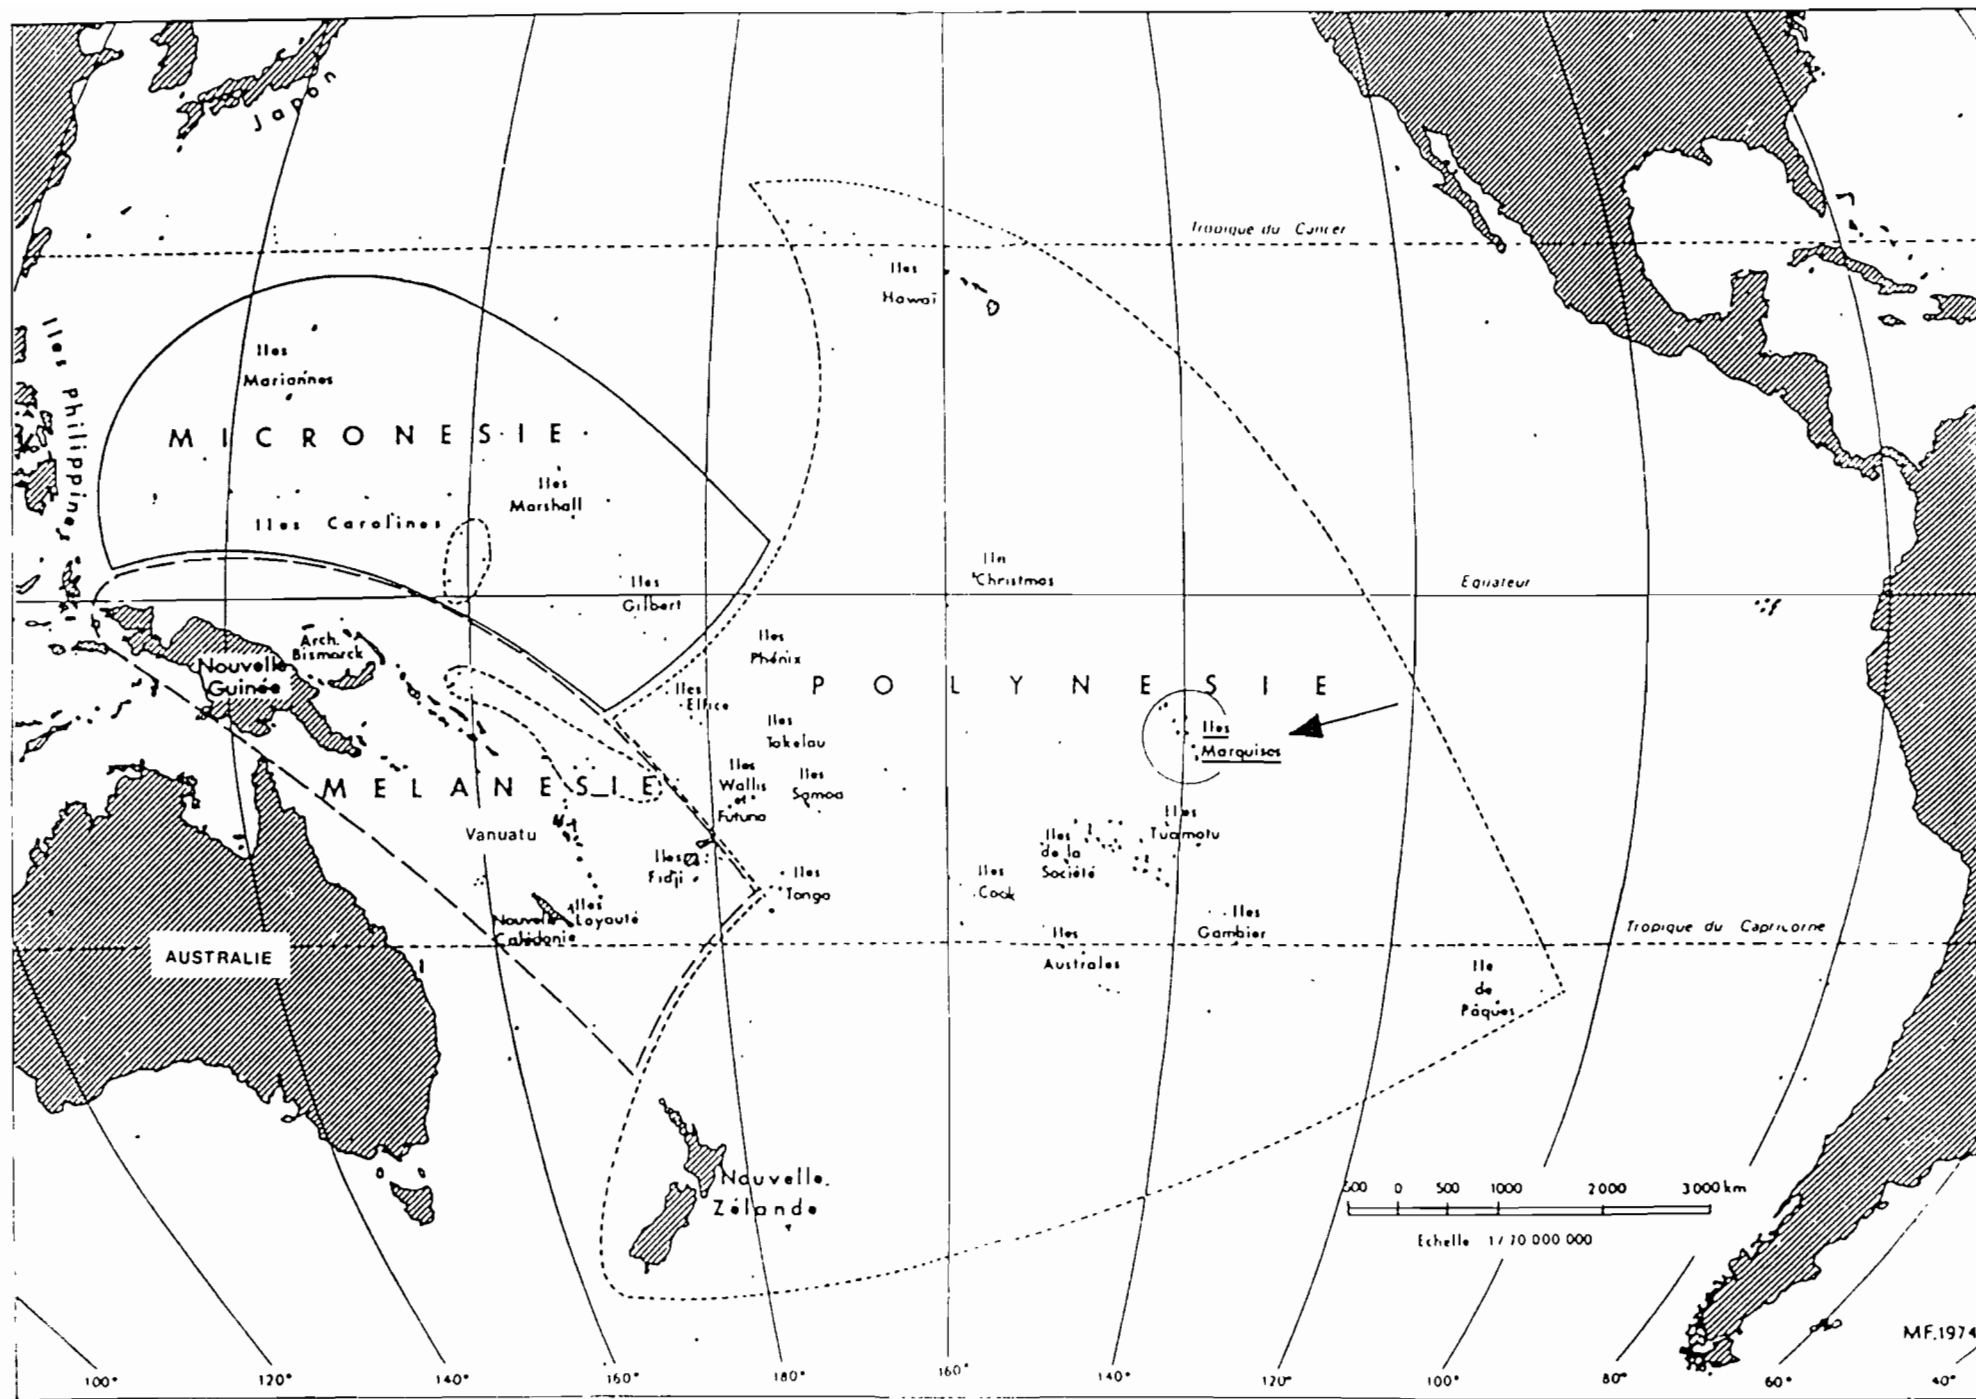 Japon
Tropique du Cancer
Iles
Hawaï
Iles Philippines
Iles
Mariannes
MICRONESIE
Iles
Marshall
Iles Carolines
Ile
Christmas
Equateur
Iles
Gilbert
Arch.
Bismarck
Nouvelle
Guinée
Iles
Phénix
POLYNESIE
Iles
Ellice
Iles
Tokelau
Iles
Marquises
Iles
Wallis
et
Futuna
Iles
Samoa
MELANESIE
Vanuatu
Iles
Tuamotu
Iles
de la
Société
Iles
Fidji
Iles
Tonga
Iles
Cook
Iles
Loyauté
Nouvelle
Calédonie
Iles
Gambier
Tropique du Capricorne
Iles
Australes
AUSTRALIE
Ile
de
Pâques
Nouvelle.
Zélande
500 0 500 1000 2000 3000 km
Echelle 1/70 000 000
MF.1974
100° 120° 140° 160° 180° 160° 140° 120° 100° 80° 60° 40°